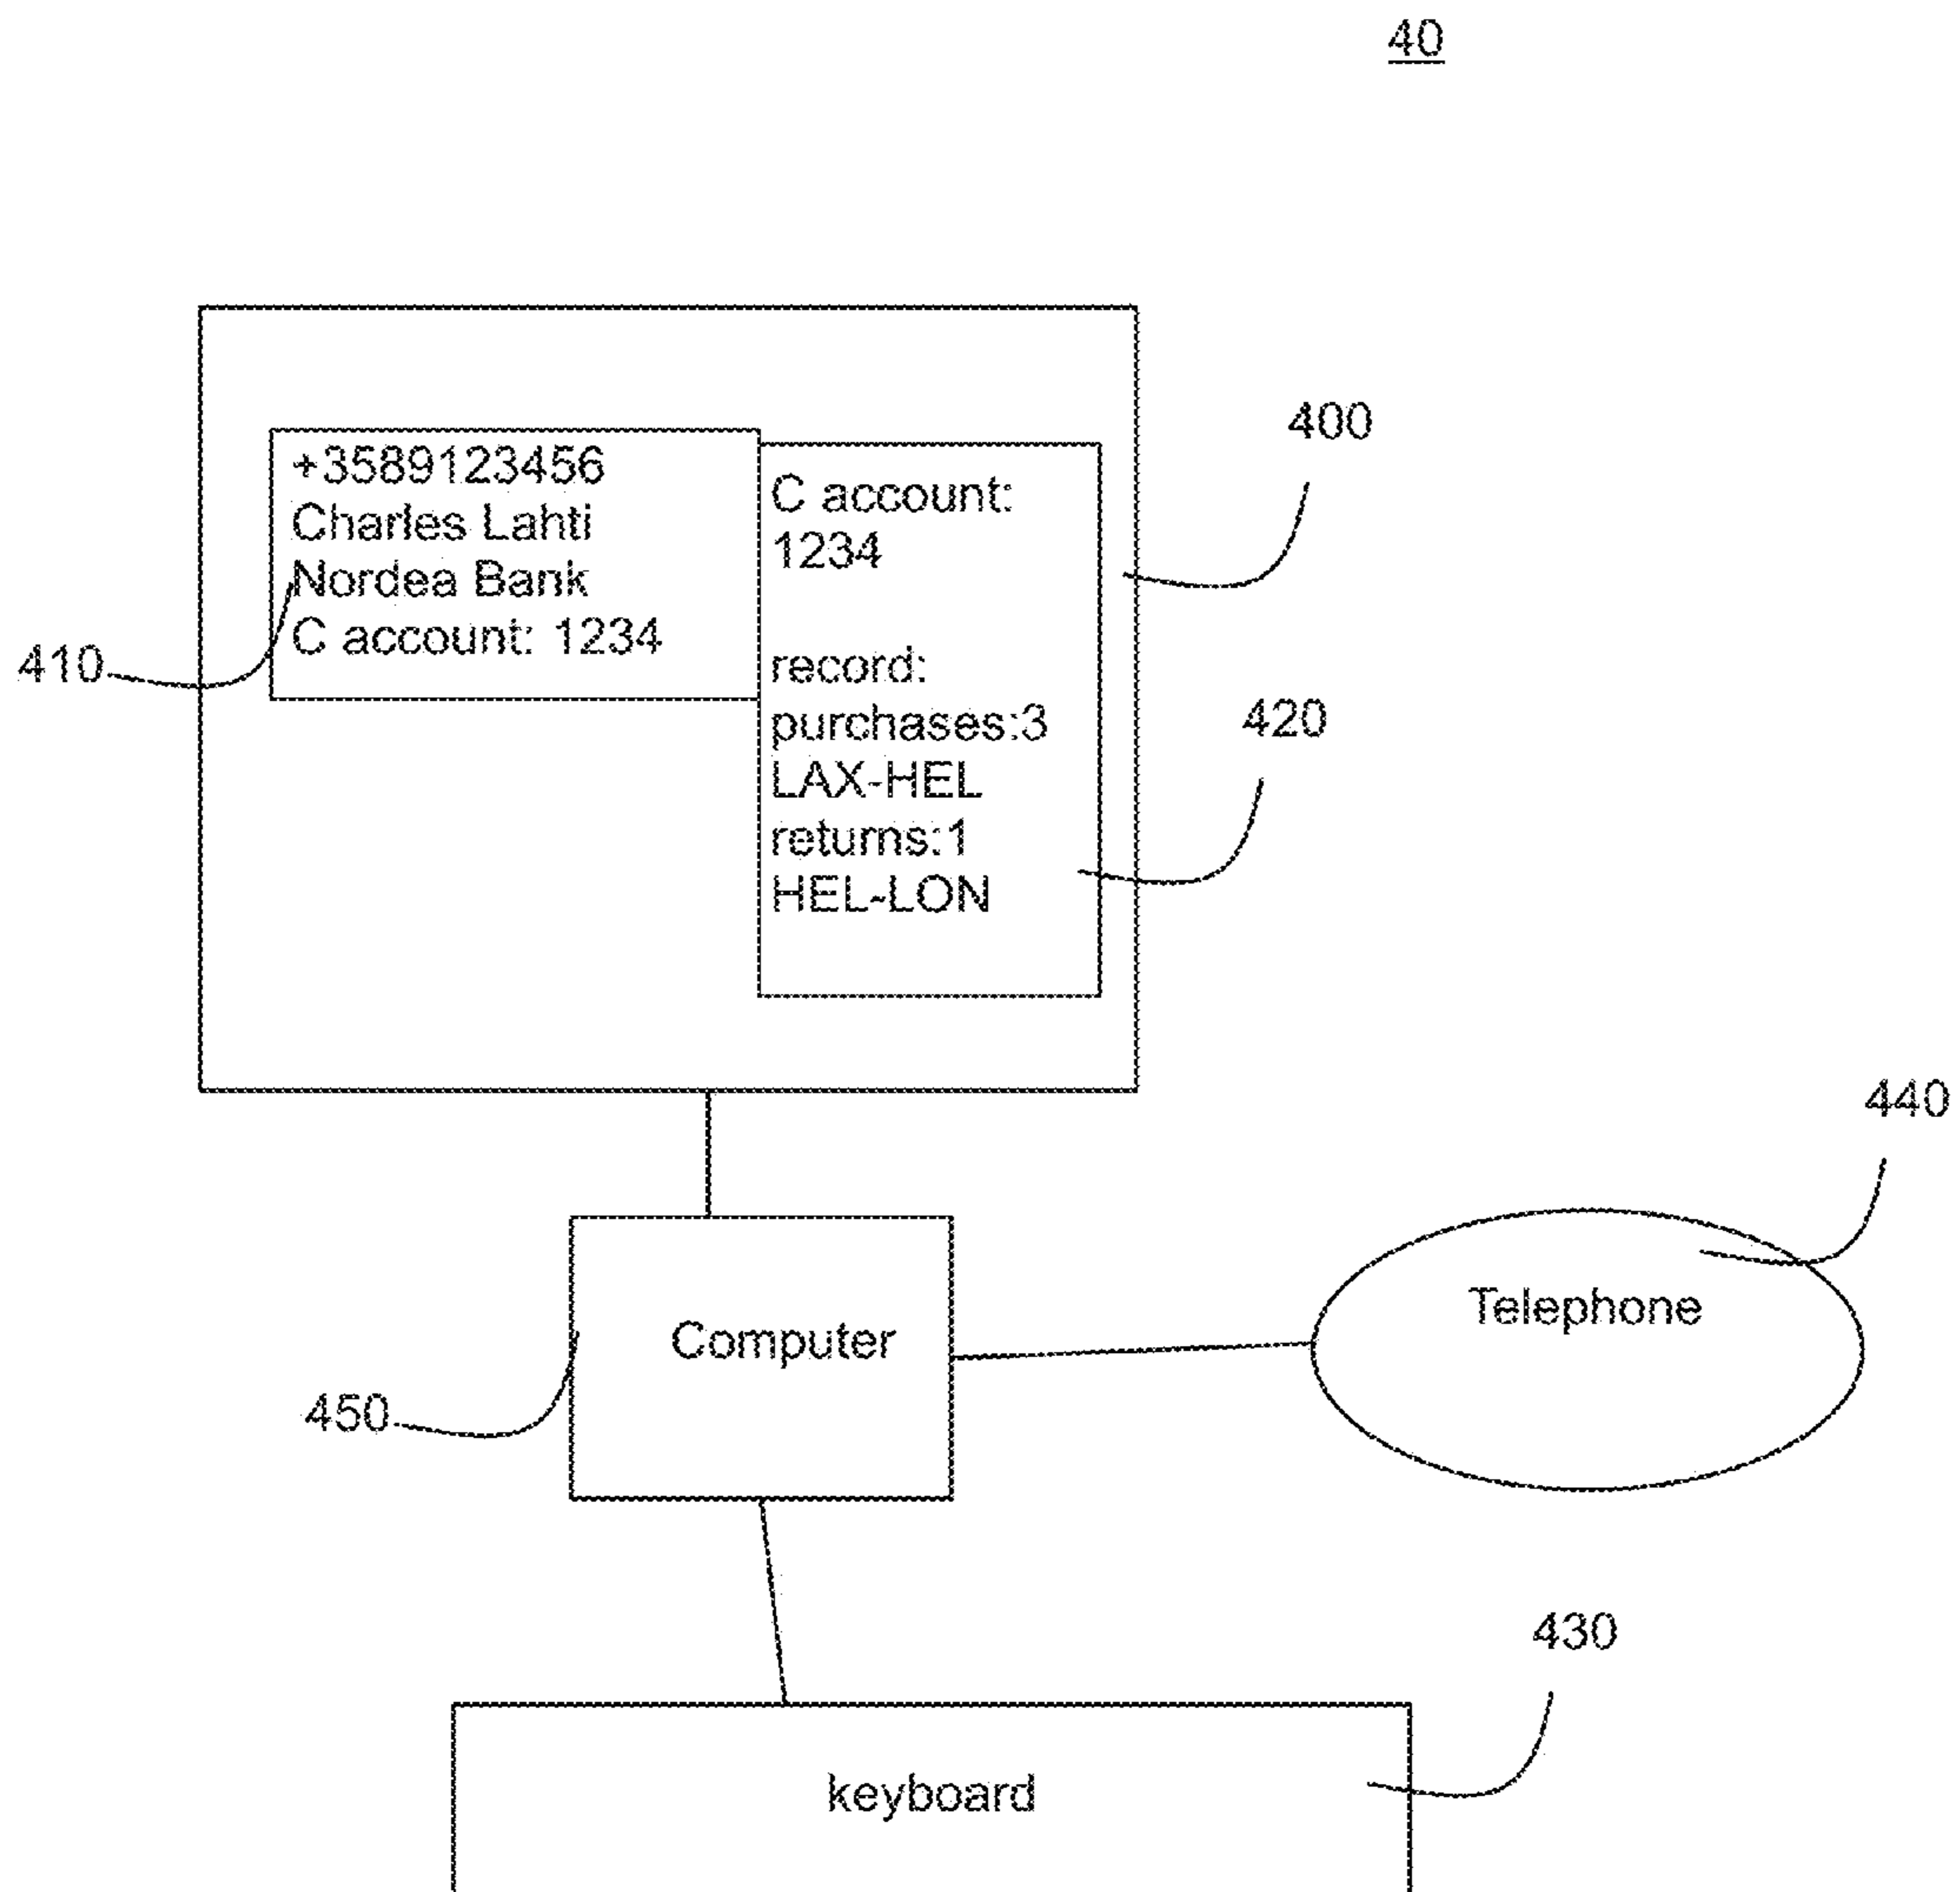 40
400
+3589123456
Charles Lahti
Nordea Bank
C account: 1234
410
C account:
1234
record:
purchases:3
LAX-HEL
returns:1
HEL-LON
420
440
Telephone
Computer
450
430
keyboard